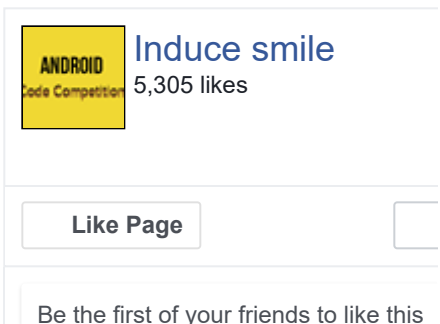 ANDROID
Code Competition
Induce smile
5,305 likes
Like Page
Be the first of your friends to like this